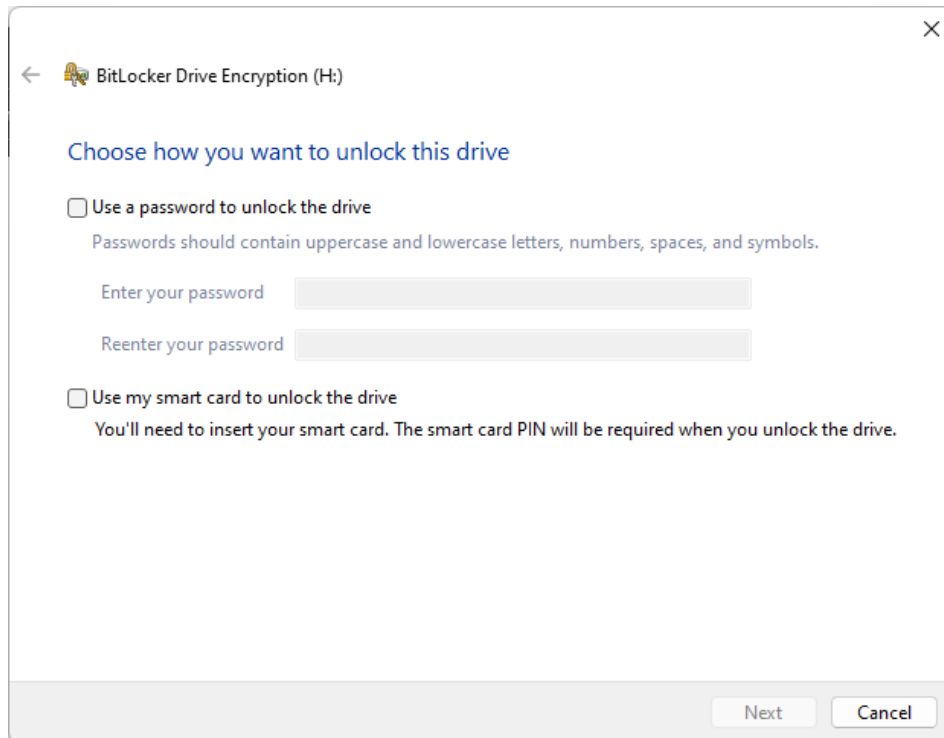 BitLocker Drive Encryption (H:)
Choose how you want to unlock this drive
Use a password to unlock the drive
Passwords should contain uppercase and lowercase letters, numbers, spaces, and symbols.
Enter your password
Reenter your password
Use my smart card to unlock the drive
You'll need to insert your smart card. The smart card PIN will be required when you unlock the drive.
Next
Cancel